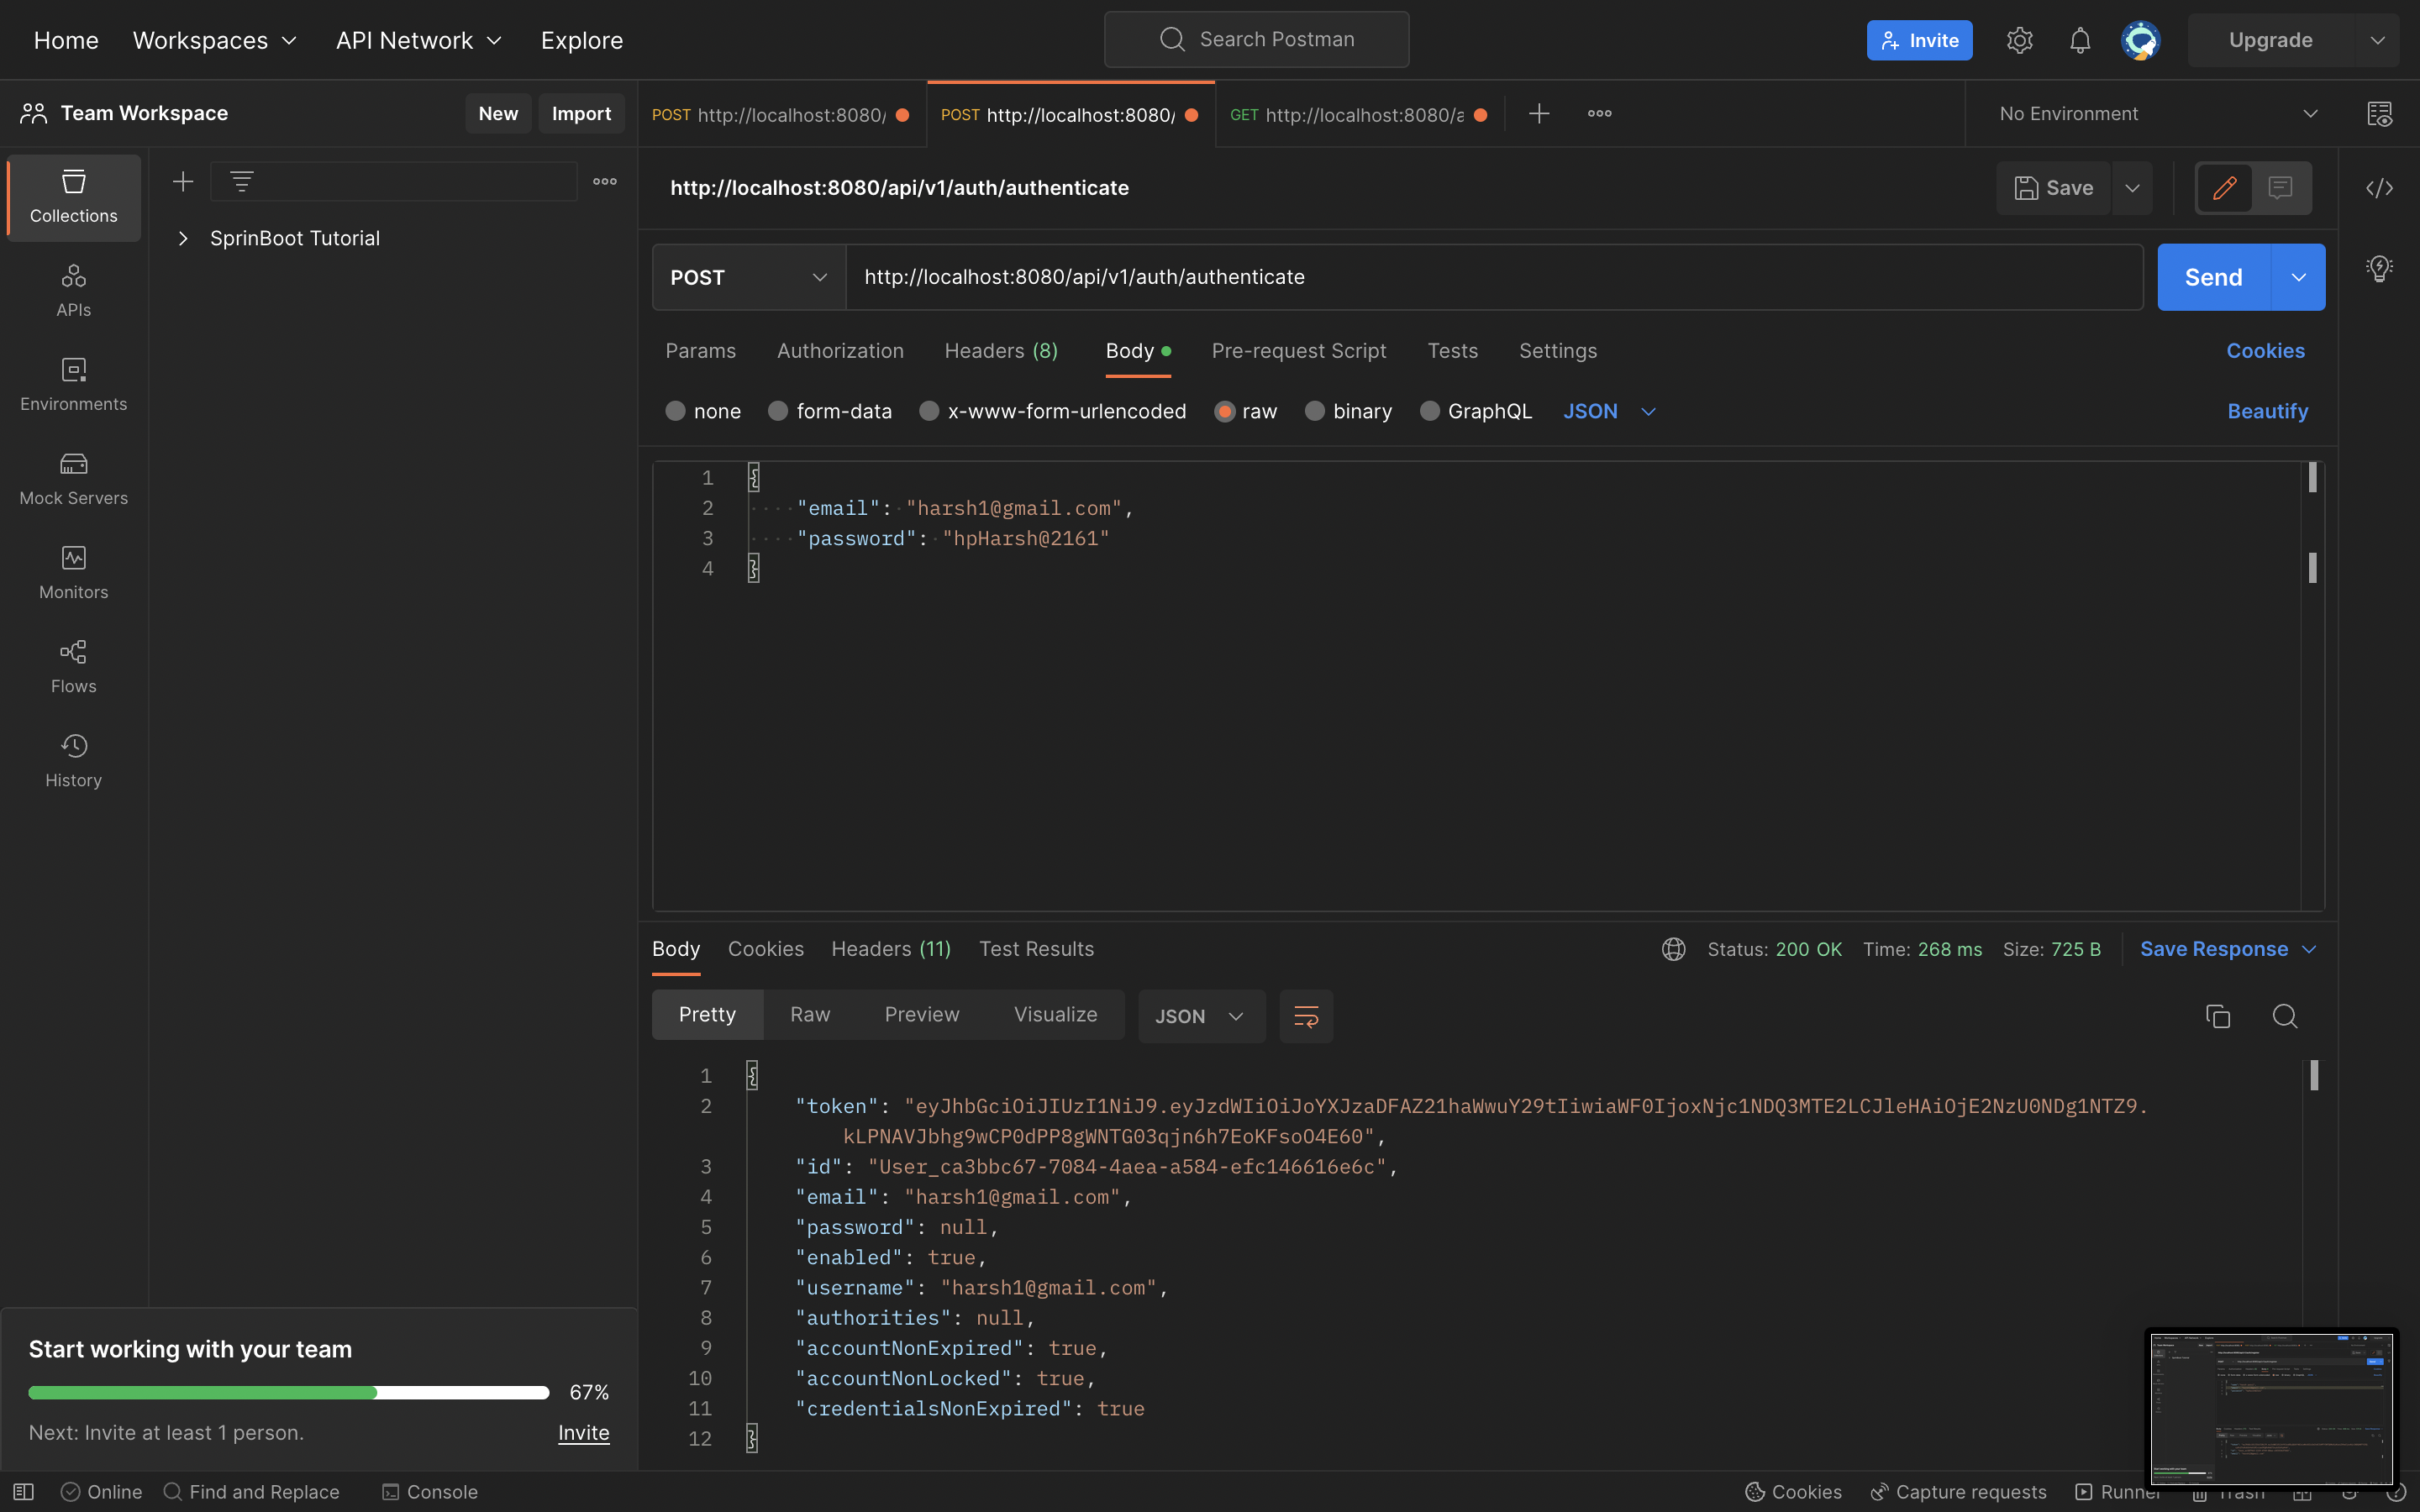 Home Workspaces API Network Explore Search Postman Invite Upgrade
Team Workspace New Import POST http://localhost:8080/ POST http://localhost:8080/ GET http://localhost:8080/a No Environment
http://localhost:8080/api/v1/auth/authenticate Save
Collections
SprinBoot Tutorial
POST http://localhost:8080/api/v1/auth/authenticate Send
APIs
Params Authorization Headers (8) Body Pre-request Script Tests Settings Cookies
Environments
none form-data x-www-form-urlencoded raw binary GraphQL JSON Beautify
Mock Servers
Monitors
Flows
History
1 {
2 "email": "harsh1@gmail.com",
3 "password": "hpHarsh@2161"
4 }
Body Cookies Headers (11) Test Results Status: 200 OK Time: 268 ms Size: 725 B Save Response
Pretty Raw Preview Visualize JSON
1 {
2 "token": "eyJhbGciOiJIUzI1NiJ9.eyJzdWIiOiJoYXJzaDFAZ21haWwuY29tIiwiaWF0IjoxNjc1NDQ3MTE2LCJleHAiOjE2NzU0NDg1NTZ9.
kLPNAVJbhg9wCP0dPP8gWNTG03qjn6h7EoKFsoO4E60",
3 "id": "User_ca3bbc67-7084-4aea-a584-efc146616e6c",
4 "email": "harsh1@gmail.com",
5 "password": null,
6 "enabled": true,
7 "username": "harsh1@gmail.com",
8 "authorities": null,
9 "accountNonExpired": true,
10 "accountNonLocked": true,
11 "credentialsNonExpired": true
12 }
Start working with your team
67%
Next: Invite at least 1 person. Invite
Online Find and Replace Console Cookies Capture requests Runner Trash